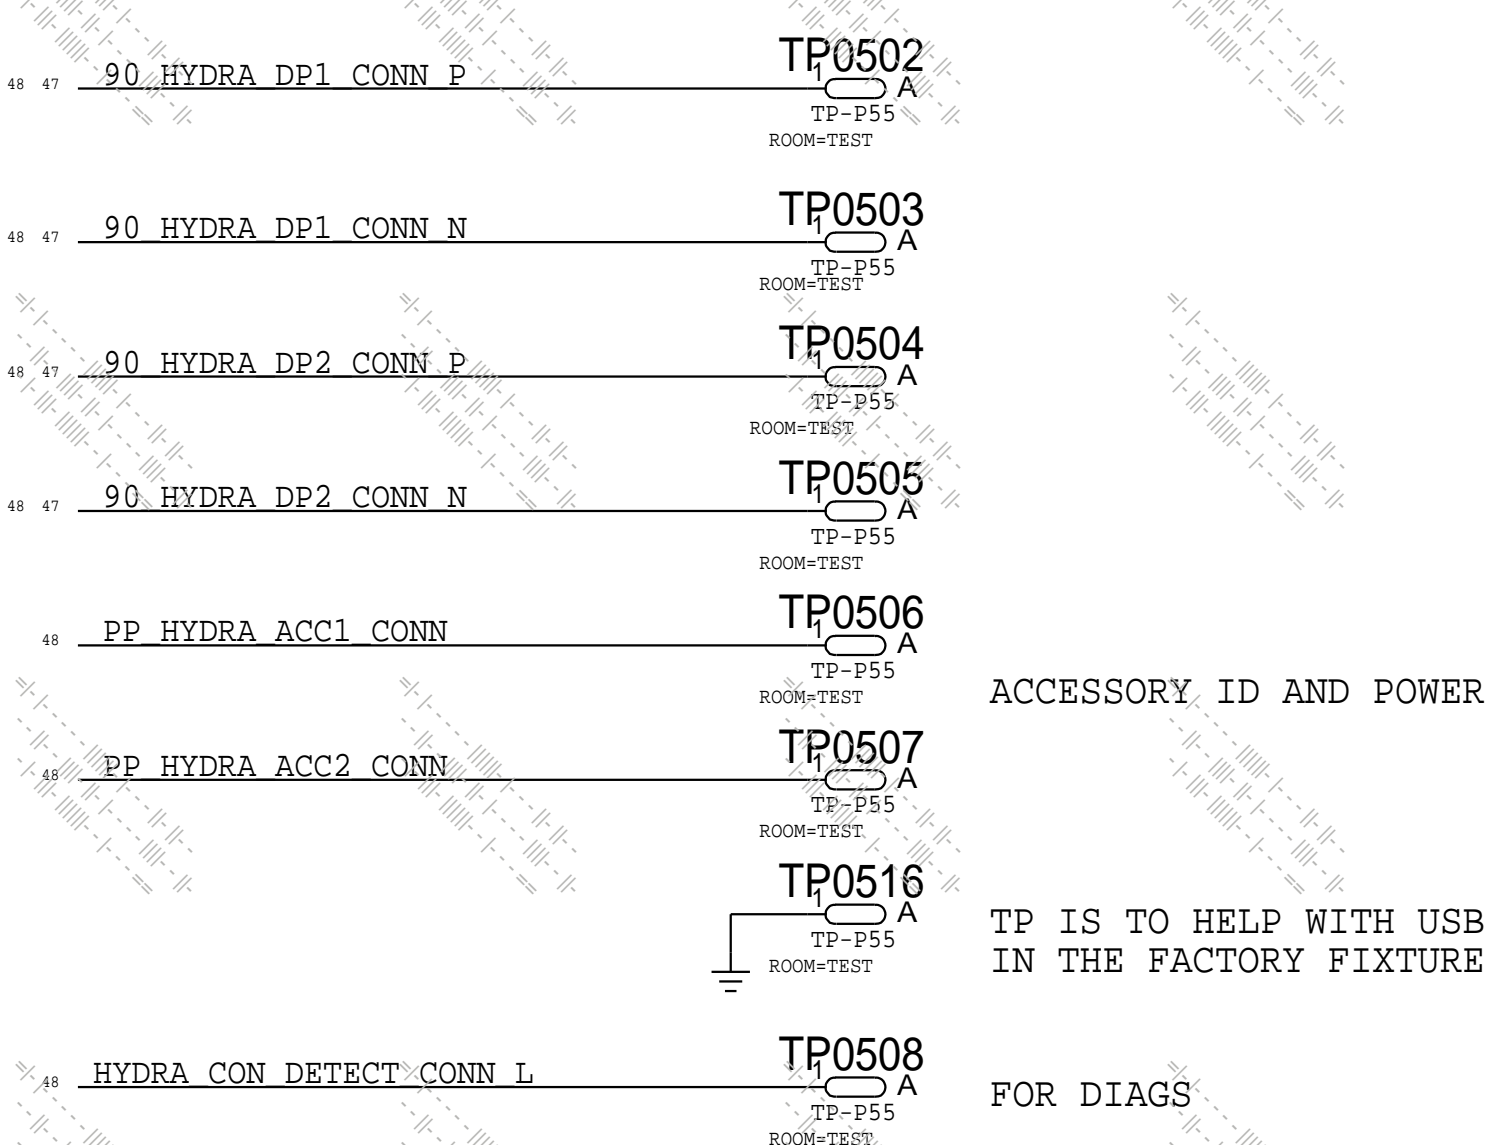 TP0502
48 47 90_HYDRA_DP1_CONN_P 1 A
TP-P55
ROOM=TEST
TP0503
48 47 90_HYDRA_DP1_CONN_N 1 A
TP-P55
ROOM=TEST
TP0504
48 47 90_HYDRA_DP2_CONN_P 1 A
TP-P55
ROOM=TEST
TP0505
48 47 90_HYDRA_DP2_CONN_N 1 A
TP-P55
ROOM=TEST
TP0506
48 PP_HYDRA_ACC1_CONN 1 A
TP-P55
ROOM=TEST
ACCESSORY ID AND POWER
TP0507
48 PP_HYDRA_ACC2_CONN 1 A
TP-P55
ROOM=TEST
TP0516
1 A
TP-P55
ROOM=TEST
TP IS TO HELP WITH USB
IN THE FACTORY FIXTURE
TP0508
48 HYDRA_CON_DETECT_CONN_L 1 A
TP-P55
ROOM=TEST
FOR DIAGS